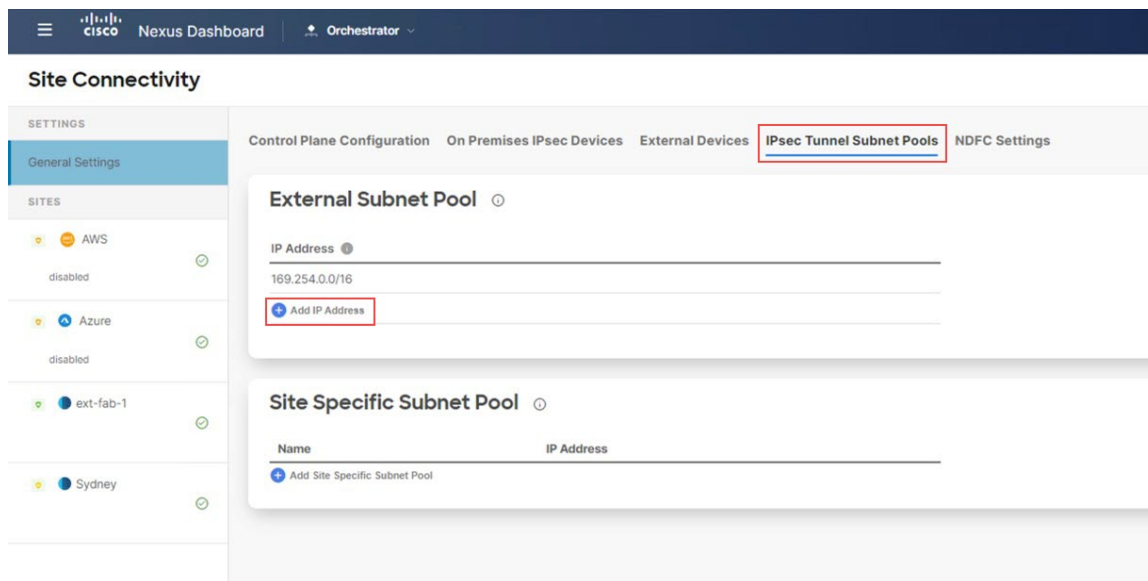 cisco Nexus Dashboard Orchestrator
Site Connectivity
SETTINGS
General Settings
SITES
AWS
disabled
Azure
disabled
ext-fab-1
Sydney
Control Plane Configuration On Premises IPsec Devices External Devices IPsec Tunnel Subnet Pools NDFC Settings
External Subnet Pool
IP Address
169.254.0.0/16
Add IP Address
Site Specific Subnet Pool
Name IP Address
Add Site Specific Subnet Pool